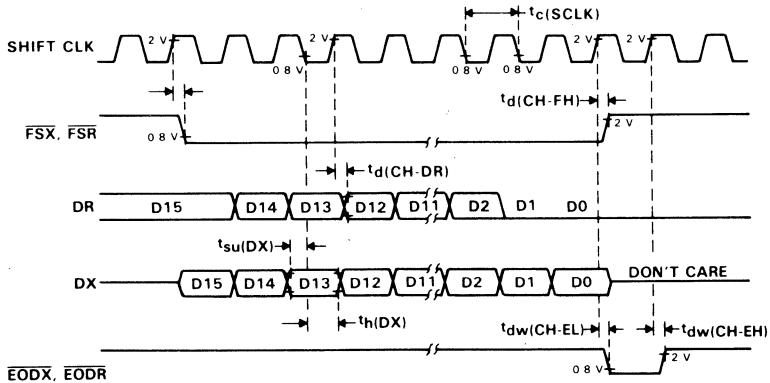 tc(SCLK)
SHIFT CLK
2 V
2 V
2 V
2 V
0 8 V
0 8 V
0 8 V
td(CH-FH)
FSX, FSR
0 8 V
2 V
td(CH-DR)
DR
D15 D14 D13 D12 D11 D2 D1 D0
tsu(DX)
DX
D15 D14 D13 D12 D11 D2 D1 D0
DON'T CARE
th(DX)
tdw(CH-EL)
tdw(CH-EH)
EODX, EODR
0 8 V
2 V